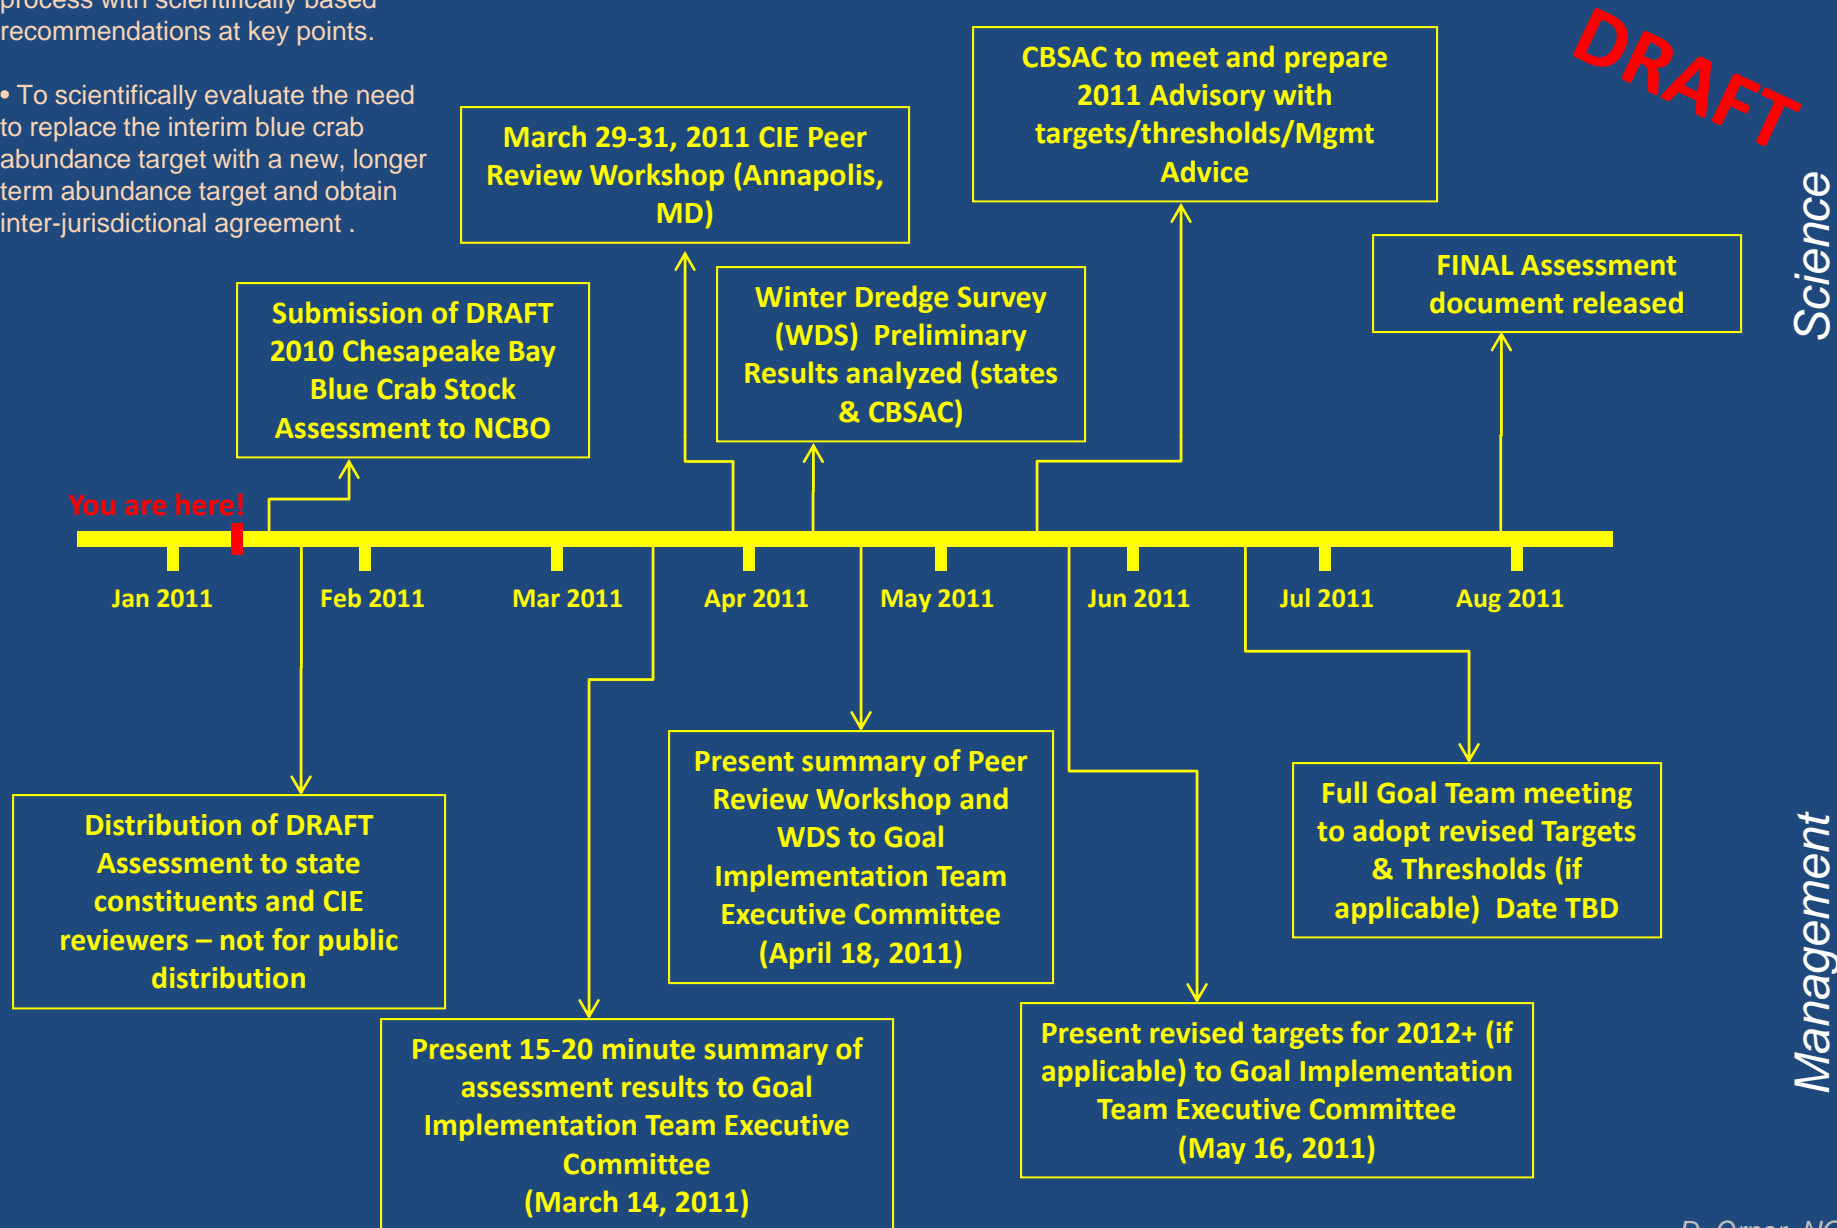 process with scientifically based
recommendations at key points.
• To scientifically evaluate the need
to replace the interim blue crab
abundance target with a new, longer
term abundance target and obtain
inter-jurisdictional agreement .
DRAFT
Science
CBSAC to meet and prepare
2011 Advisory with
targets/thresholds/Mgmt
Advice
March 29-31, 2011 CIE Peer
Review Workshop (Annapolis,
MD)
FINAL Assessment
document released
Winter Dredge Survey
(WDS)  Preliminary
Results analyzed (states
& CBSAC)
Submission of DRAFT
2010 Chesapeake Bay
Blue Crab Stock
Assessment to NCBO
You are here!
Jan 2011
Feb 2011
Mar 2011
Apr 2011
May 2011
Jun 2011
Jul 2011
Aug 2011
Distribution of DRAFT
Assessment to state
constituents and CIE
reviewers – not for public
distribution
Present 15-20 minute summary of
assessment results to Goal
Implementation Team Executive
Committee
(March 14, 2011)
Present summary of Peer
Review Workshop and
WDS to Goal
Implementation Team
Executive Committee
(April 18, 2011)
Present revised targets for 2012+ (if
applicable) to Goal Implementation
Team Executive Committee
(May 16, 2011)
Full Goal Team meeting
to adopt revised Targets
& Thresholds (if
applicable)  Date TBD
Management